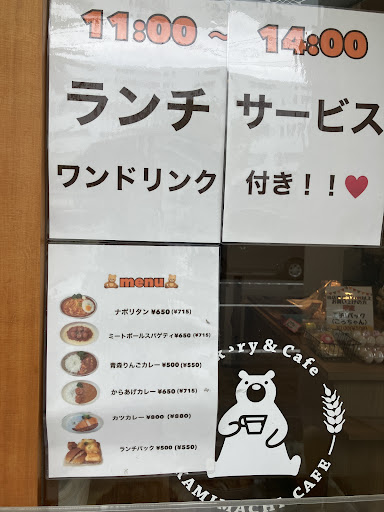 11:00 ～ 14:00
ランチ サービス
ワンドリンク 付き！！♥
menu
ナポリタン ¥650(¥715)
ミートボールスパゲティ¥650(¥715)
青森りんごカレー¥500(¥550)
からあげカレー¥650(¥715)
カツカレー¥800 (¥880)
ランチパック¥500 (¥550)
ery & Cafe
KAMIMACHI CAFE